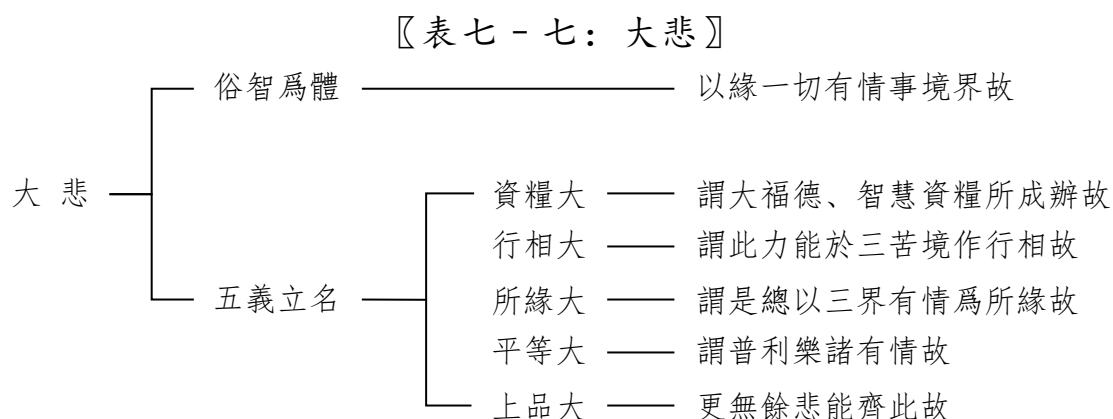 〖表七–七：大悲〗
俗智爲體 以緣一切有情事境界故
大 悲
資糧大 謂大福德、智慧資糧所成辦故
行相大 謂此力能於三苦境作行相故
五義立名 所緣大 謂是總以三界有情爲所緣故
平等大 謂普利樂諸有情故
上品大 更無餘悲能齊此故